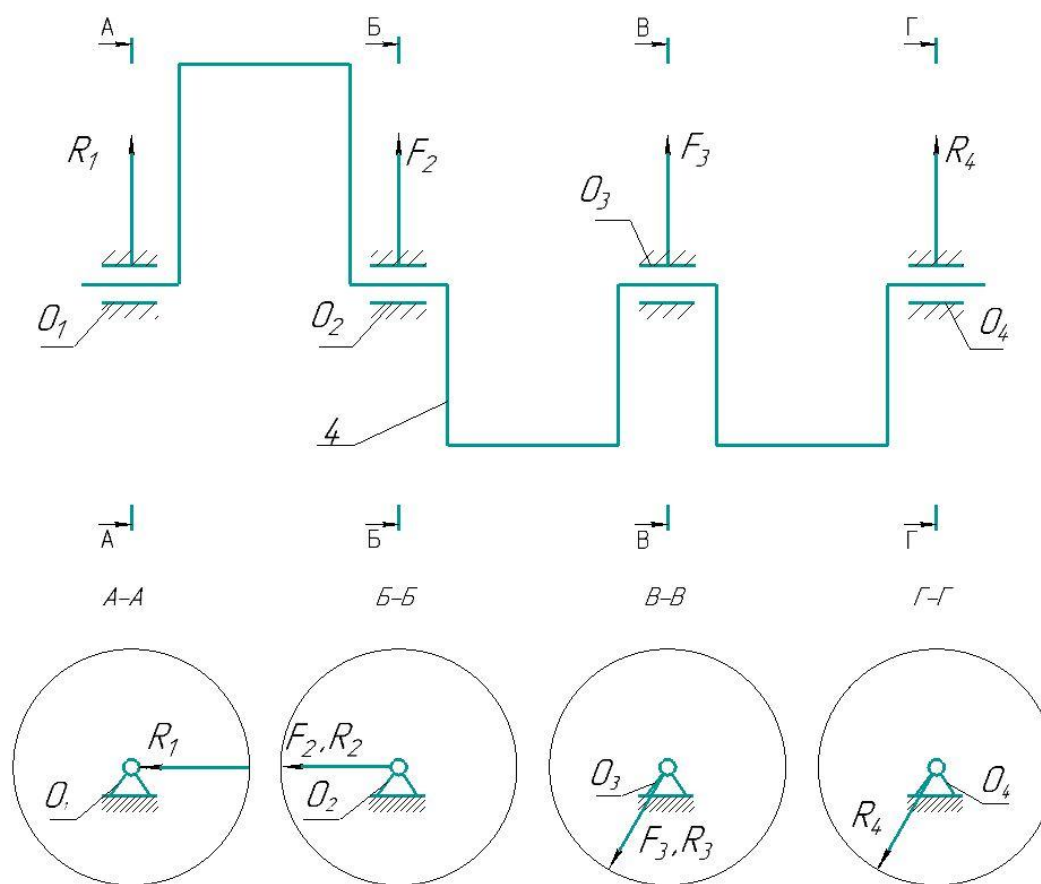 А Б В Г
R1 F2 F3 R4
O3
O1 O2 O4
4
А Б В Г
А-А Б-Б В-В Г-Г
R1 F2,R2
O1 O2 O3 O4
F3,R3 R4